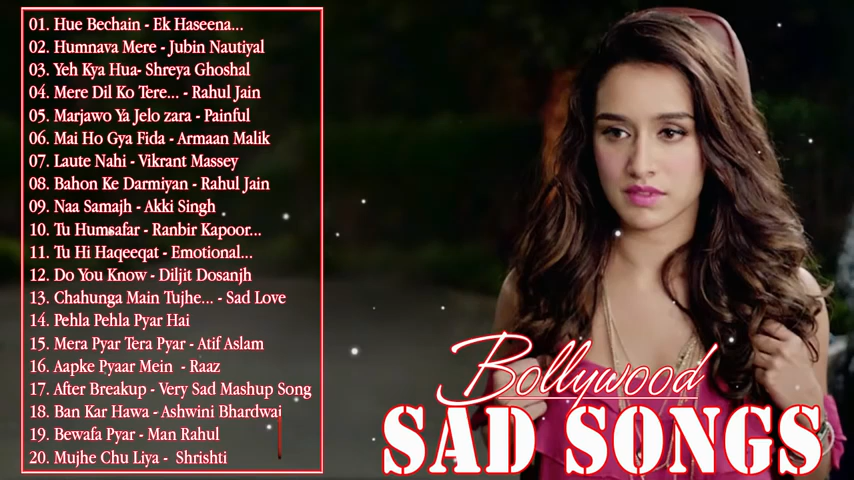 01. Hue Bechain - Ek Haseena...
02. Humnava Mere - Jubin Nautiyal
03. Yeh Kya Hua- Shreya Ghoshal
04. Mere Dil Ko Tere... - Rahul Jain
05. Marjawo Ya Jelo zara - Painful
06. Mai Ho Gya Fida - Armaan Malik
07. Laute Nahi - Vikrant Massey
08. Bahon Ke Darmiyan - Rahul Jain
09. Naa Samajh - Akki Singh
10. Tu Humsafar - Ranbir Kapoor...
11. Tu Hi Haqeeqat - Emotional...
12. Do You Know - Diljit Dosanjh
13. Chahunga Main Tujhe... - Sad Love
14. Pehla Pehla Pyar Hai
15. Mera Pyar Tera Pyar - Atif Aslam
16. Aapke Pyaar Mein - Raaz
17. After Breakup - Very Sad Mashup Song
18. Ban Kar Hawa - Ashwini Bhardwaj
19. Bewafa Pyar - Man Rahul
20. Mujhe Chu Liya - Shrishti
Bollywood
SAD SONGS